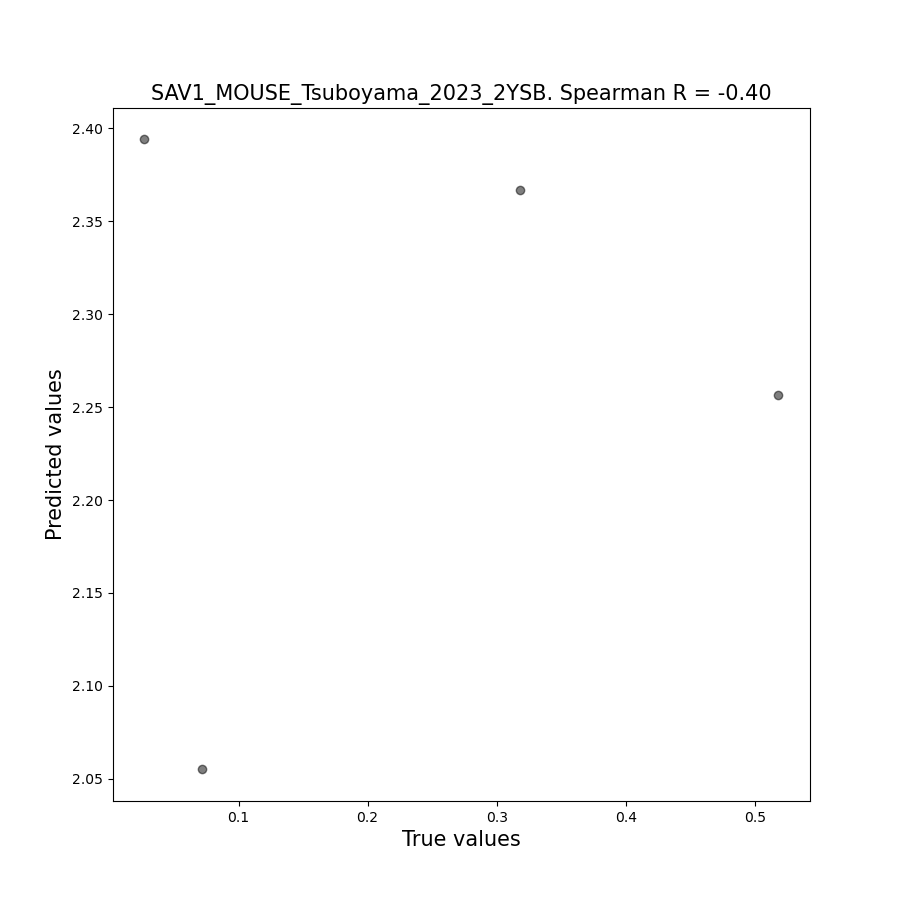 SAV1_MOUSE_Tsuboyama_2023_2YSB. Spearman R = -0.40
2.40
2.35
2.30
2.25
2.20
2.15
2.10
2.05
Predicted values
0.1 0.2 0.3 0.4 0.5
True values